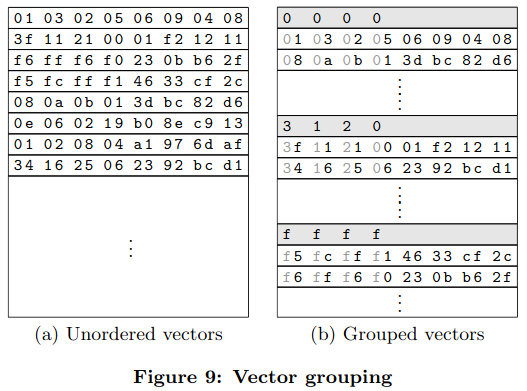 01 03 02 05 06 09 04 08
3f 11 21 00 01 f2 12 11
f6 ff f6 f0 23 0b b6 2f
f5 fc ff f1 46 33 cf 2c
08 0a 0b 01 3d bc 82 d6
0e 06 02 19 b0 8e c9 13
01 02 08 04 a1 97 6d af
34 16 25 06 23 92 bc d1
⋮
(a) Unordered vectors
0 0 0 0
01 03 02 05 06 09 04 08
08 0a 0b 01 3d bc 82 d6
⋮
3 1 2 0
3f 11 21 00 01 f2 12 11
34 16 25 06 23 92 bc d1
⋮
f f f f
f5 fc ff f1 46 33 cf 2c
f6 ff f6 f0 23 0b b6 2f
⋮
(b) Grouped vectors
Figure 9: Vector grouping